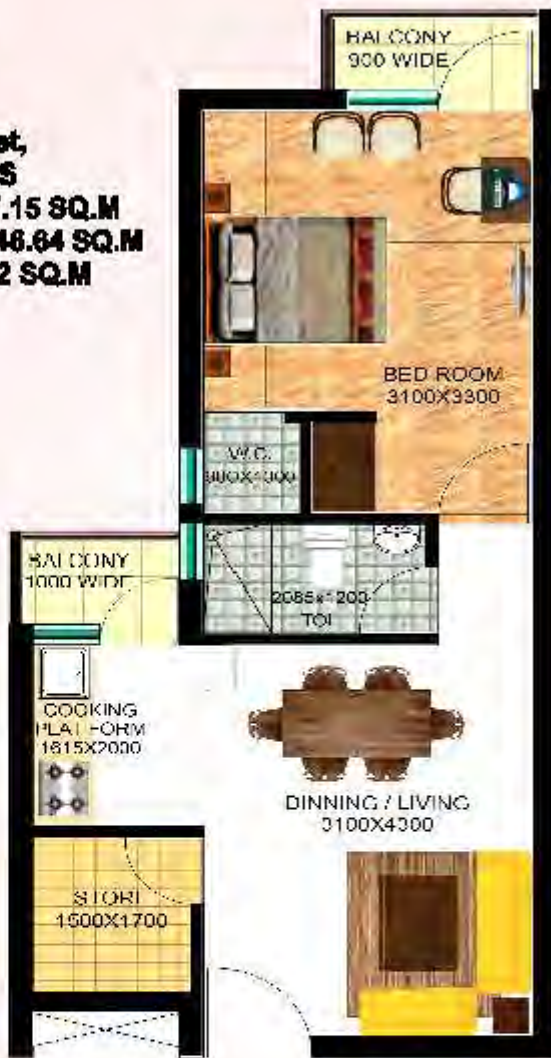 BALCONY
900 WIDE
S
.15 SQ.M
46.64 SQ.M
2 SQ.M
BED ROOM
3100X3300
W.C.
BALCONY
1000 WIDE
2085x1200
TOI
COOKING
PLATFORM
1615X2000
DINNING / LIVING
3100X4300
STORE
1500X1700